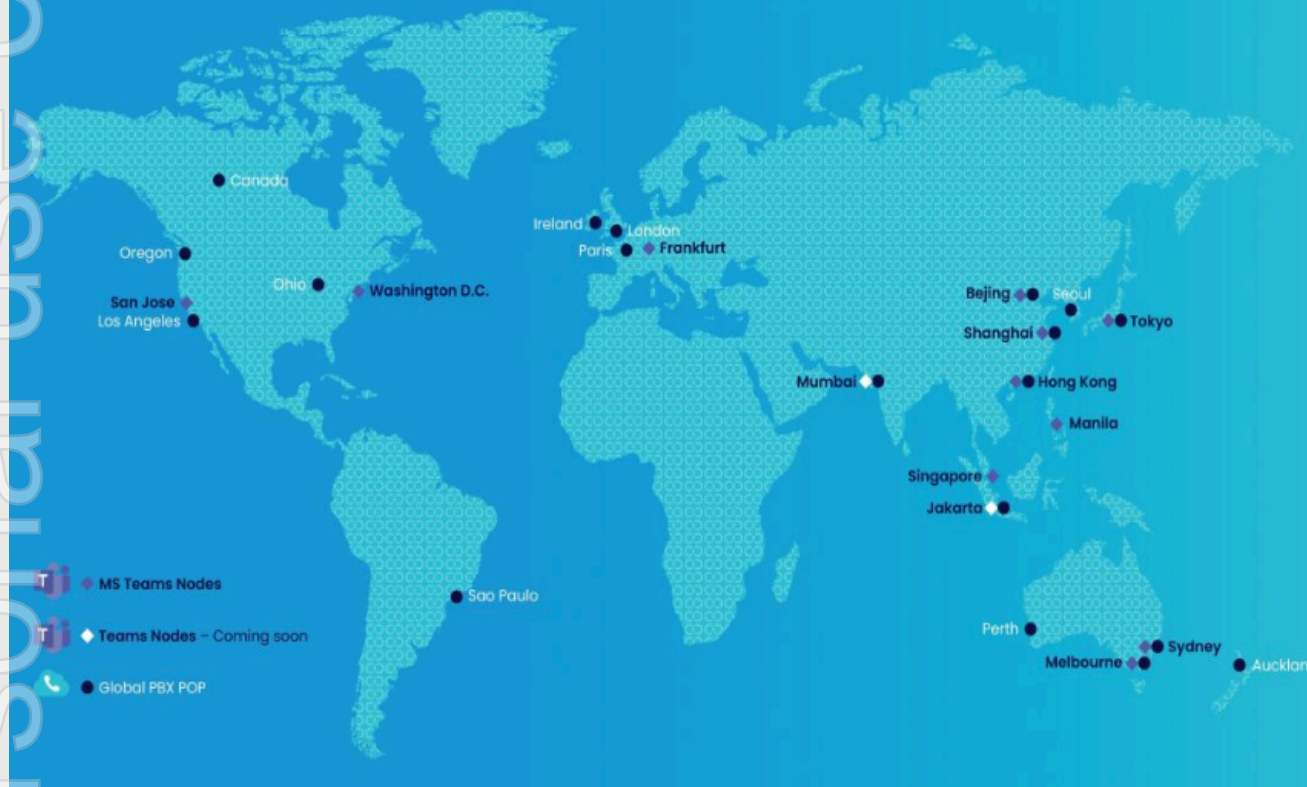 Canada
Ireland
London
Oregon
Paris
Frankfurt
Ohio
Washington D.C.
San Jose
Los Angeles
Bejing
Seoul
Tokyo
Shanghai
Mumbai
Hong Kong
Manila
Singapore
Jakarta
MS Teams Nodes
Sao Paulo
Teams Nodes – Coming soon
Perth
Sydney
Melbourne
Aucklan
Global PBX POP